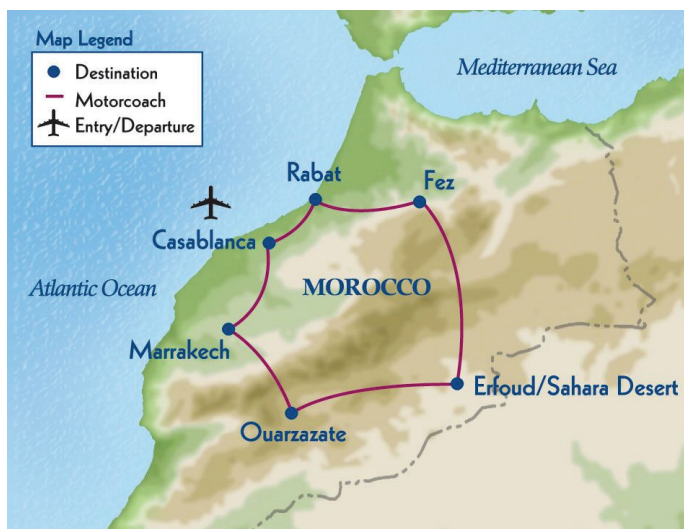 Map Legend
Destination
Motorcoach
Entry/Departure
Mediterranean Sea
Rabat
Fez
Casablanca
Atlantic Ocean
MOROCCO
Marrakech
Erfoud/Sahara Desert
Ouarzazate